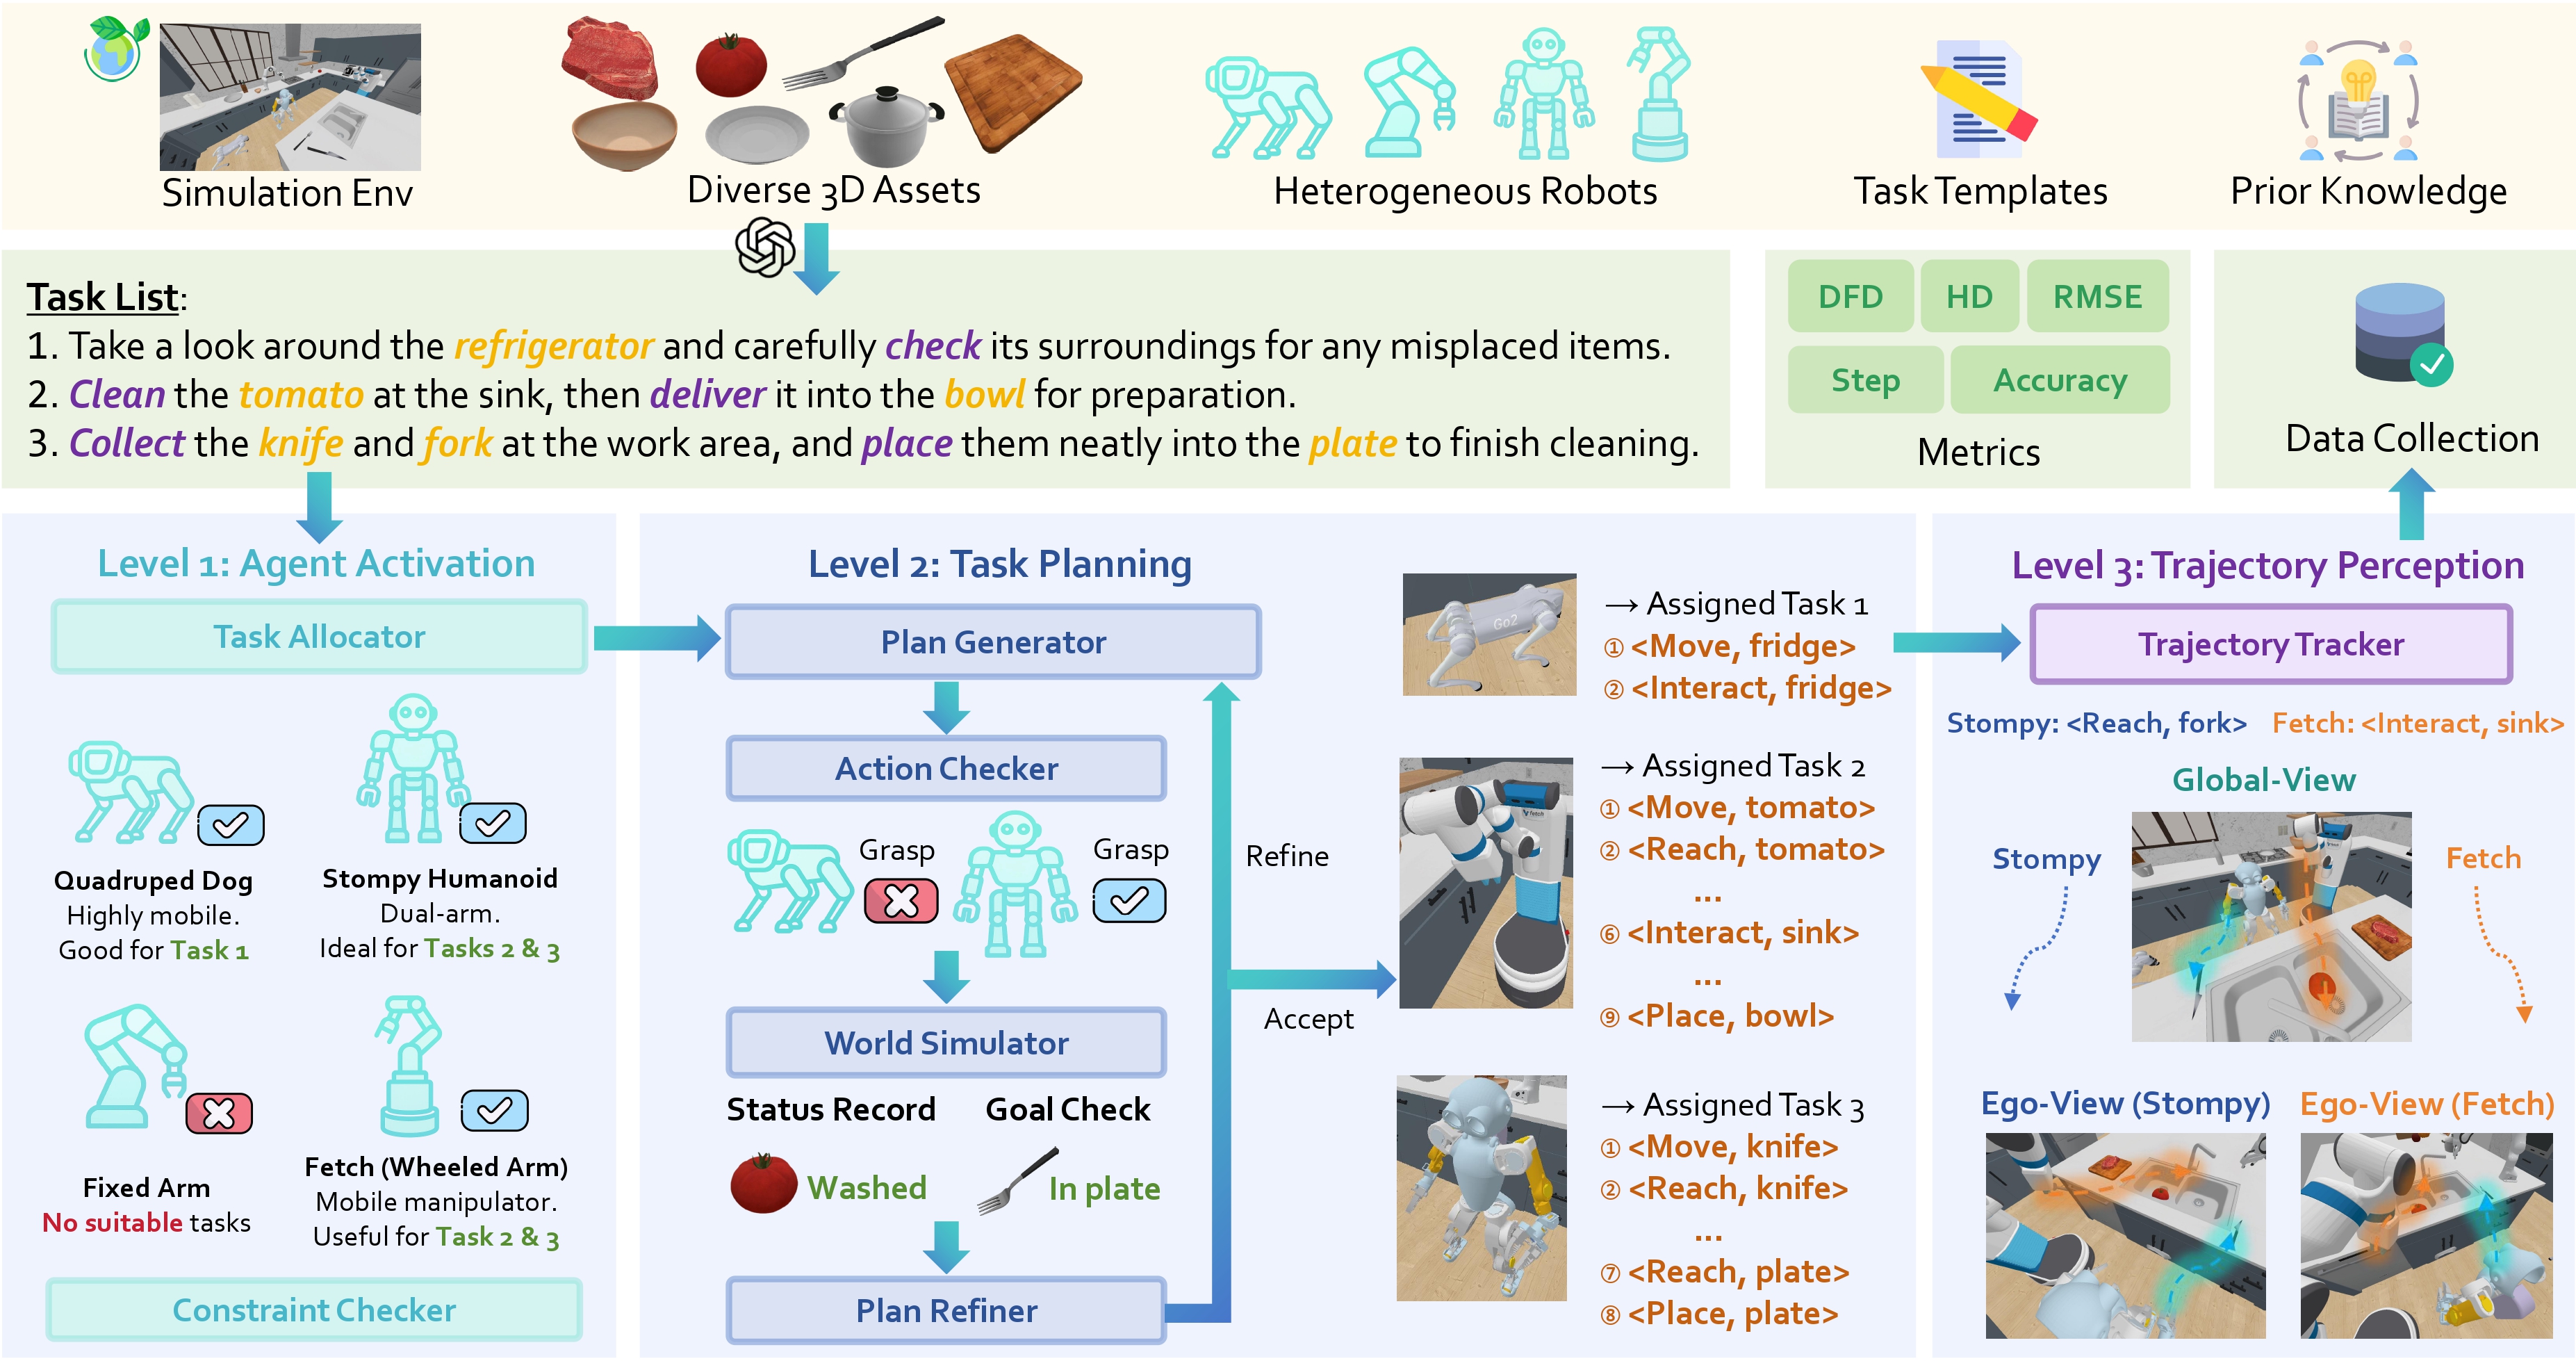 Simulation Env
Diverse 3D Assets
Heterogeneous Robots
Task Templates
Prior Knowledge
Task List:
1. Take a look around the refrigerator and carefully check its surroundings for any misplaced items.
2. Clean the tomato at the sink, then deliver it into the bowl for preparation.
3. Collect the knife and fork at the work area, and place them neatly into the plate to finish cleaning.
DFD
HD
RMSE
Step
Accuracy
Metrics
Data Collection
Level 1: Agent Activation
Task Allocator
Quadruped Dog
Highly mobile.
Good for Task 1
Stompy Humanoid
Dual-arm.
Ideal for Tasks 2 & 3
Fixed Arm
No suitable tasks
Fetch (Wheeled Arm)
Mobile manipulator.
Useful for Task 2 & 3
Constraint Checker
Level 2: Task Planning
Plan Generator
Action Checker
Grasp
Grasp
World Simulator
Status Record
Goal Check
Washed
In plate
Plan Refiner
Refine
Accept
Go2
→ Assigned Task 1
① <Move, fridge>
② <Interact, fridge>
fetch
→ Assigned Task 2
① <Move, tomato>
② <Reach, tomato>
...
⑥ <Interact, sink>
...
⑨ <Place, bowl>
→ Assigned Task 3
① <Move, knife>
② <Reach, knife>
...
⑦ <Reach, plate>
⑧ <Place, plate>
Level 3: Trajectory Perception
Trajectory Tracker
Stompy: <Reach, fork>
Fetch: <Interact, sink>
Global-View
Stompy
Fetch
Ego-View (Stompy)
Ego-View (Fetch)